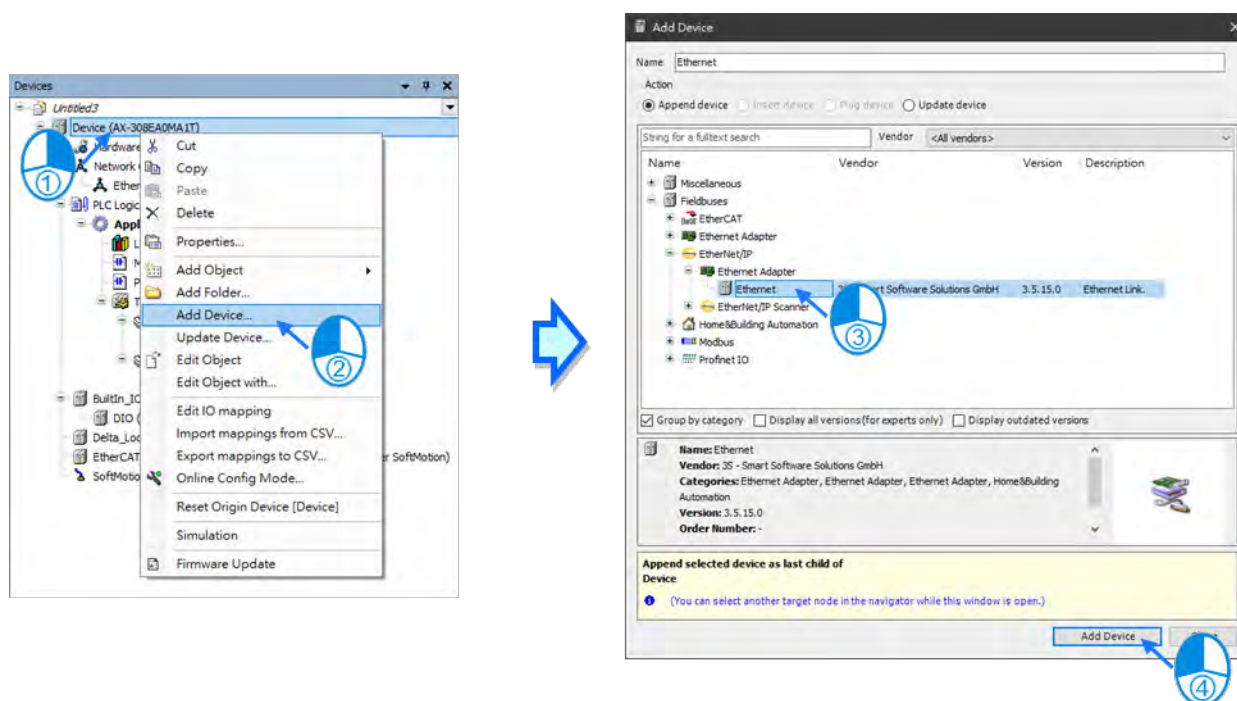 Devices
Untitled3
Device (AX-308EA0MA1T)
Hardware
Network
Ether
PLC Logic
Appl
BuiltIn_IO
DIO (
Delta_Loc
EtherCAT
r SoftMotion)
SoftMotio
①
Cut
Copy
Paste
Delete
Properties...
Add Object
Add Folder...
Add Device...
Update Device...
Edit Object
Edit Object with...
Edit IO mapping
Import mappings from CSV...
Export mappings to CSV...
Online Config Mode...
Reset Origin Device [Device]
Simulation
Firmware Update
②
Add Device
Name Ethernet
Action
Append device Insert device Plug device Update device
String for a fulltext search Vendor <All vendors>
Name Vendor Version Description
Miscellaneous
Fieldbuses
EtherCAT
Ethernet Adapter
EtherNet/IP
Ethernet Adapter
Ethernet rt Software Solutions GmbH 3.5.15.0 Ethernet Link.
EtherNet/IP Scanner
Home&Building Automation
Modbus
Profinet IO
③
Group by category Display all versions(for experts only) Display outdated versions
Name: Ethernet
Vendor: 3S - Smart Software Solutions GmbH
Categories: Ethernet Adapter, Ethernet Adapter, Ethernet Adapter, Home&Building
Automation
Version: 3.5.15.0
Order Number: -
Append selected device as last child of
Device
(You can select another target node in the navigator while this window is open.)
Add Device
④